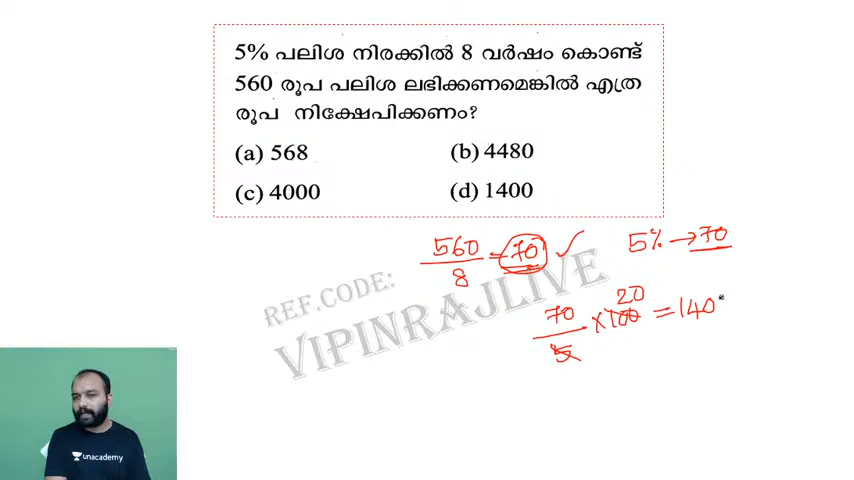 5% പലിശ നിരക്കിൽ 8 വർഷം കൊണ്ട്
560 രൂപ പലിശ ലഭിക്കണമെങ്കിൽ എത്ര
രൂപ നിക്ഷേപിക്കണം?
(a) 568 (b) 4480
(c) 4000 (d) 1400
560/8 = 70 ✓ 5% → 70
REF.CODE:
VIPINRAJLIVE
70/5 × 100 20 = 140
unacademy